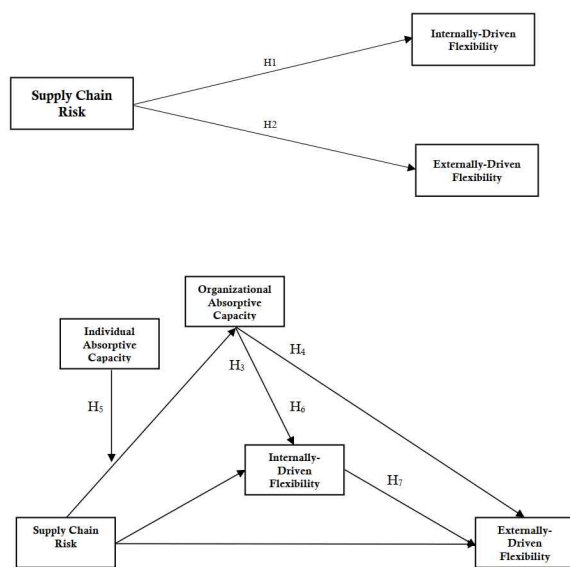 Internally-Driven
Flexibility
H1
Supply Chain
Risk
H2
Externally-Driven
Flexibility
Organizational
Absorptive
Capacity
Individual
Absorptive
Capacity
H4
H3
H5
H6
Internally-
Driven
Flexibility
H7
Supply Chain
Risk
Externally-
Driven
Flexibility